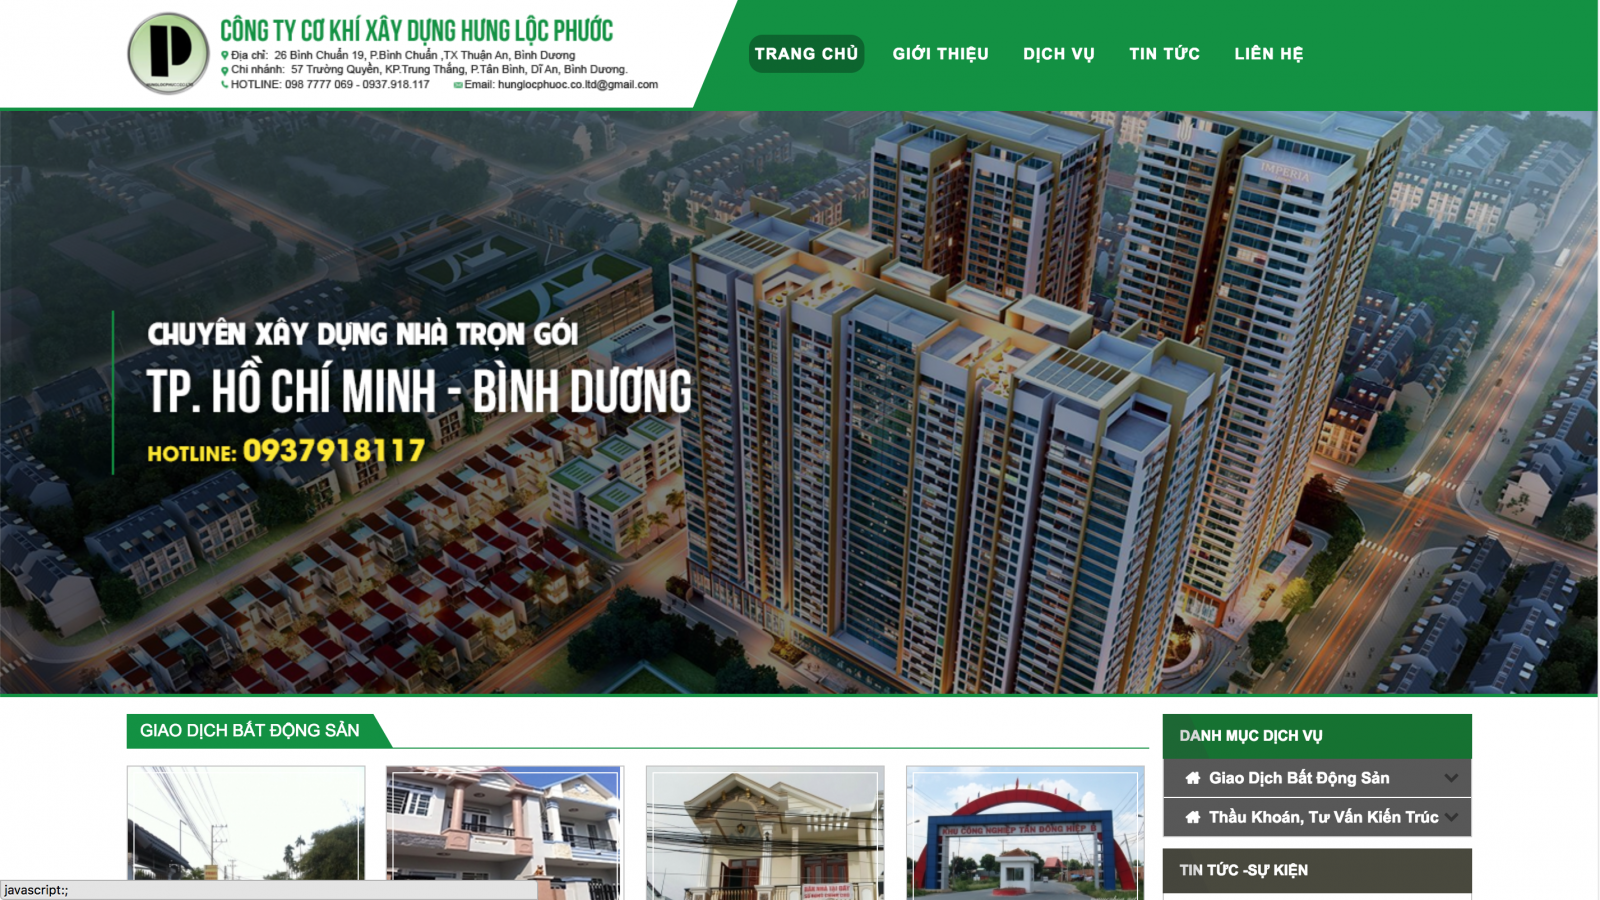 CÔNG TY CƠ KHÍ XÂY DỰNG HƯNG LỘC PHƯỚC
Địa chỉ: 26 Bình Chuẩn 19, P.Bình Chuẩn ,TX Thuận An, Bình Dương
Chi nhánh: 57 Trường Quyền, KP.Trung Thắng, P.Tân Bình, Dĩ An, Bình Dương.
HOTLINE: 098 7777 069 - 0937.918.117 Email: hunglocphuoc.co.ltd@gmail.com
TRANG CHỦ GIỚI THIỆU DỊCH VỤ TIN TỨC LIÊN HỆ
IMPERIA
CHUYÊN XÂY DỰNG NHÀ TRỌN GÓI
TP. HỒ CHÍ MINH - BÌNH DƯƠNG
HOTLINE: 0937918117
GIAO DỊCH BẤT ĐỘNG SẢN
DANH MỤC DỊCH VỤ
Giao Dịch Bất Động Sản
Thầu Khoán, Tư Vấn Kiến Trúc
TIN TỨC -SỰ KIỆN
KHU CÔNG NGHIỆP TÂN ĐÔNG HIỆP B
javascript:;